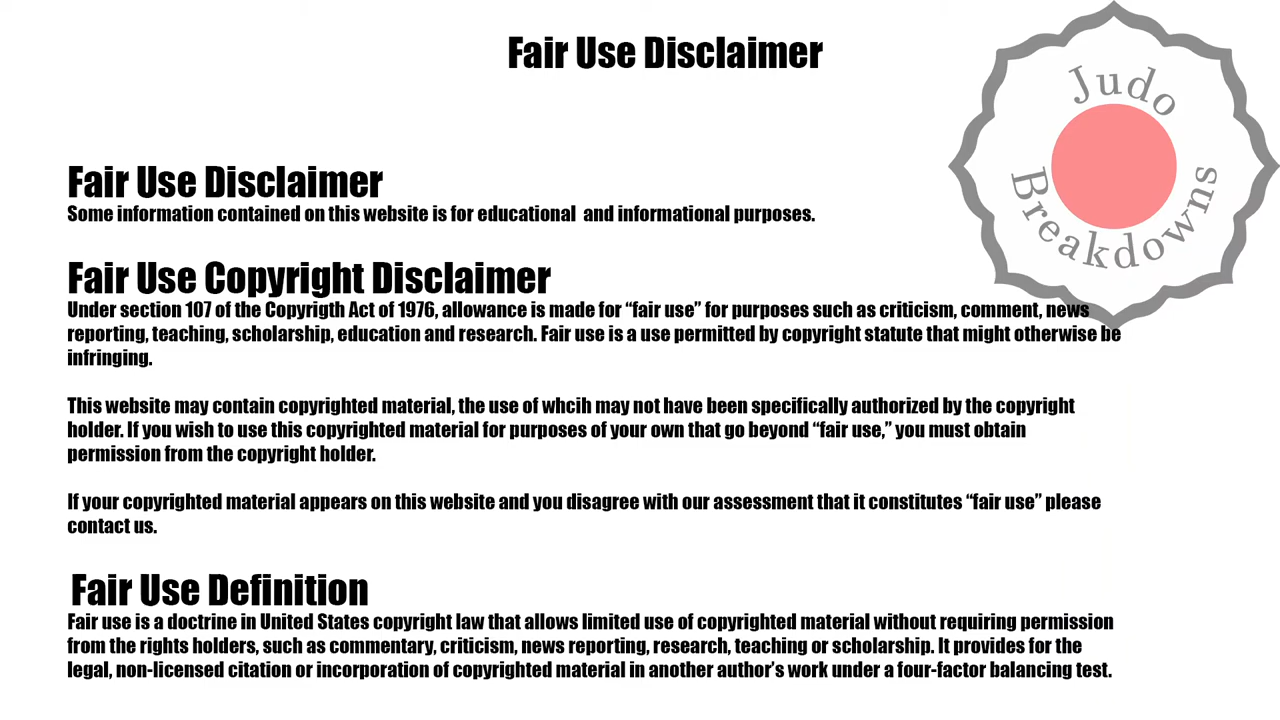 Fair Use Disclaimer
Judo
Breakdowns
Fair Use Disclaimer
Some information contained on this website is for educational  and informational purposes.
Fair Use Copyright Disclaimer
Under section 107 of the Copyrigth Act of 1976, allowance is made for “fair use” for purposes such as criticism, comment, news
reporting, teaching, scholarship, education and research. Fair use is a use permitted by copyright statute that might otherwise be
infringing.
This website may contain copyrighted material, the use of whcih may not have been specifically authorized by the copyright
holder. If you wish to use this copyrighted material for purposes of your own that go beyond “fair use,” you must obtain
permission from the copyright holder.
If your copyrighted material appears on this website and you disagree with our assessment that it constitutes “fair use” please
contact us.
Fair Use Definition
Fair use is a doctrine in United States copyright law that allows limited use of copyrighted material without requiring permission
from the rights holders, such as commentary, criticism, news reporting, research, teaching or scholarship. It provides for the
legal, non-licensed citation or incorporation of copyrighted material in another author’s work under a four-factor balancing test.